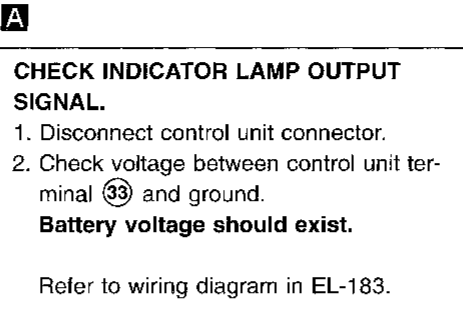 A
CHECK INDICATOR LAMP OUTPUT
SIGNAL.
1. Disconnect control unit connector.
2. Check voltage between control unit ter-
minal 33 and ground.
Battery voltage should exist.
Refer to wiring diagram in EL-183.